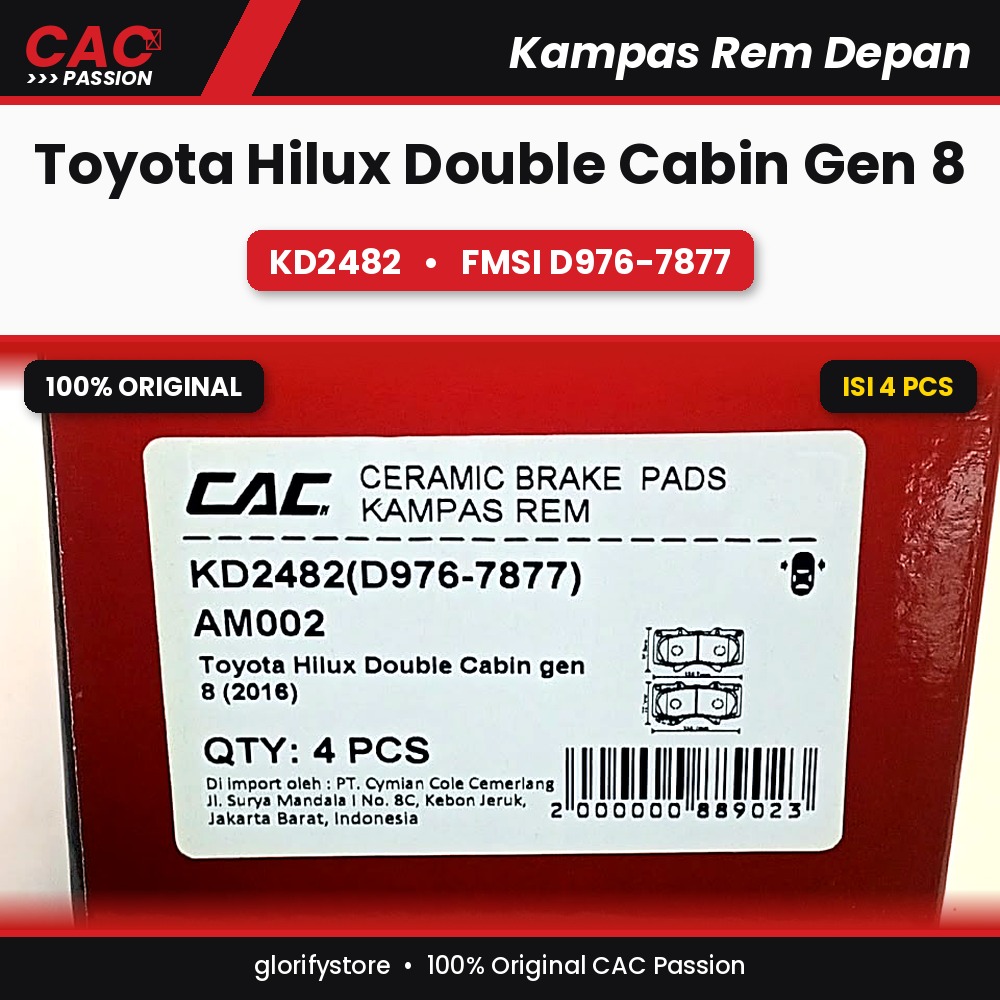 CAC
>>> PASSION
Kampas Rem Depan
Toyota Hilux Double Cabin Gen 8
KD2482 • FMSI D976-7877
100% ORIGINAL
ISI 4 PCS
CAC
CERAMIC BRAKE PADS
KAMPAS REM
KD2482(D976-7877)
AM002
Toyota Hilux Double Cabin gen
8 (2016)
QTY: 4 PCS
Di import oleh : PT. Cymian Cole Cemerlang
Jl. Surya Mandala I No. 8C, Kebon Jeruk,
Jakarta Barat, Indonesia
2 000000 889023
glorifystore • 100% Original CAC Passion